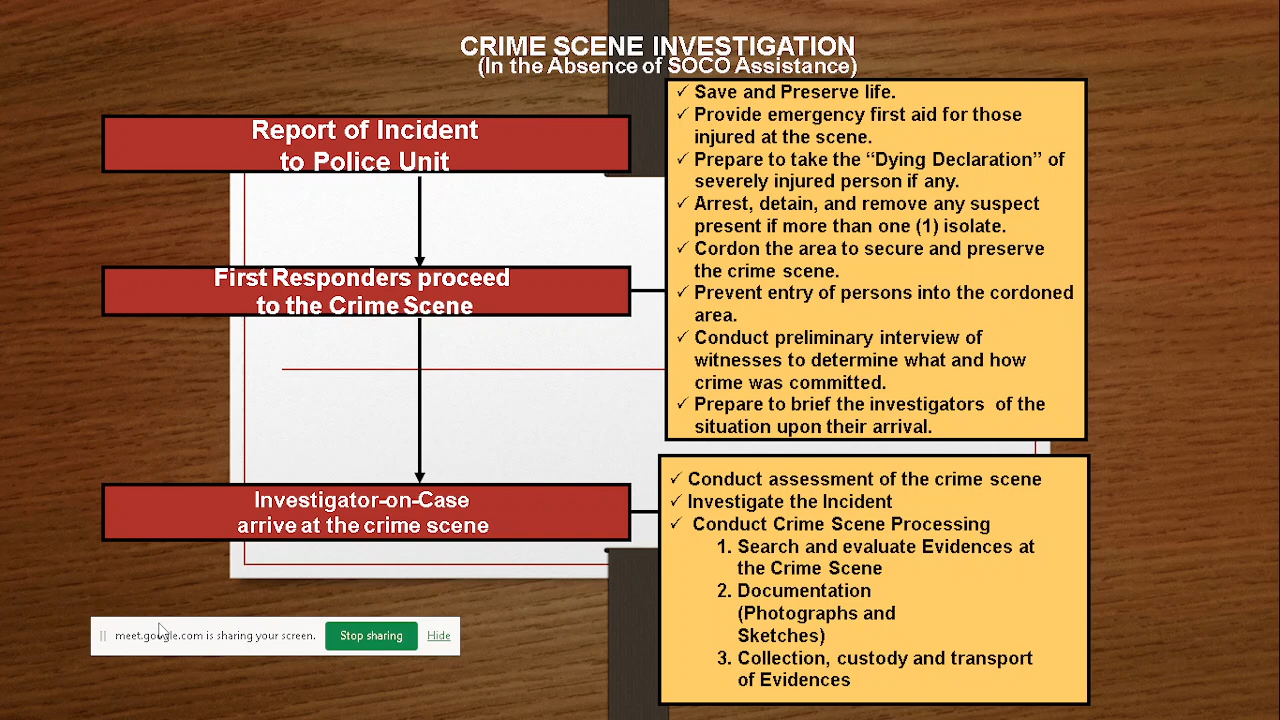 CRIME SCENE INVESTIGATION
(In the Absence of SOCO Assistance)
Report of Incident
to Police Unit
First Responders proceed
to the Crime Scene
Investigator-on-Case
arrive at the crime scene
✓ Save and Preserve life.
✓ Provide emergency first aid for those
injured at the scene.
✓ Prepare to take the “Dying Declaration” of
severely injured person if any.
✓ Arrest, detain, and remove any suspect
present if more than one (1) isolate.
✓ Cordon the area to secure and preserve
the crime scene.
✓ Prevent entry of persons into the cordoned
area.
✓ Conduct preliminary interview of
witnesses to determine what and how
crime was committed.
✓ Prepare to brief the investigators of the
situation upon their arrival.
✓ Conduct assessment of the crime scene
✓ Investigate the Incident
✓ Conduct Crime Scene Processing
1. Search and evaluate Evidences at
the Crime Scene
2. Documentation
(Photographs and
Sketches)
3. Collection, custody and transport
of Evidences
meet.google.com is sharing your screen. Stop sharing Hide